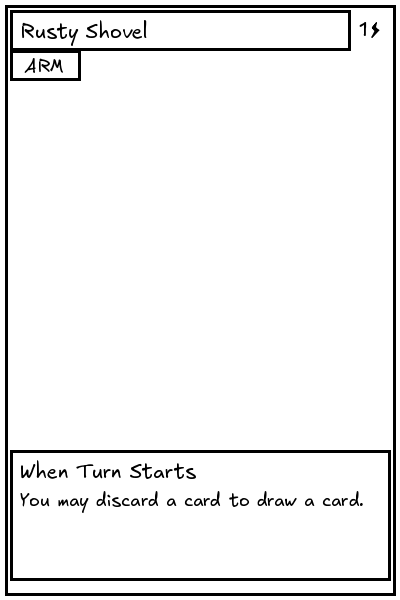 Rusty Shovel
1⚡
ARM
When Turn Starts
You may discard a card to draw a card.